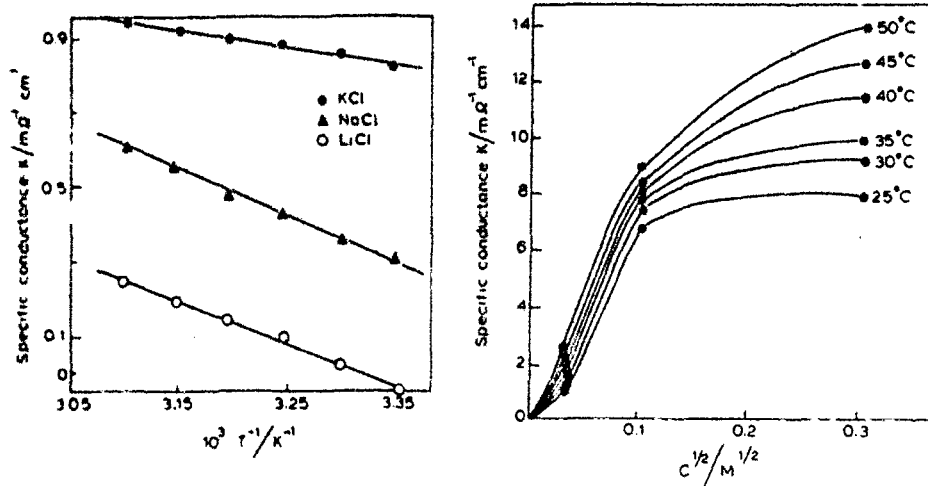 0.9
0.5
0.1
0
Specific conductance K/mΩ⁻¹ cm¹
● KCl
▲ NaCl
○ LiCl
3.05
3.15
3.25
3.35
10³ T⁻¹/K⁻¹
14
12
10
8
6
4
2
0
Specific conductance K/mΩ⁻¹ cm⁻¹
50°C
45°C
40°C
35°C
30°C
25°C
0.1
0.2
0.3
C^1/2/M^1/2